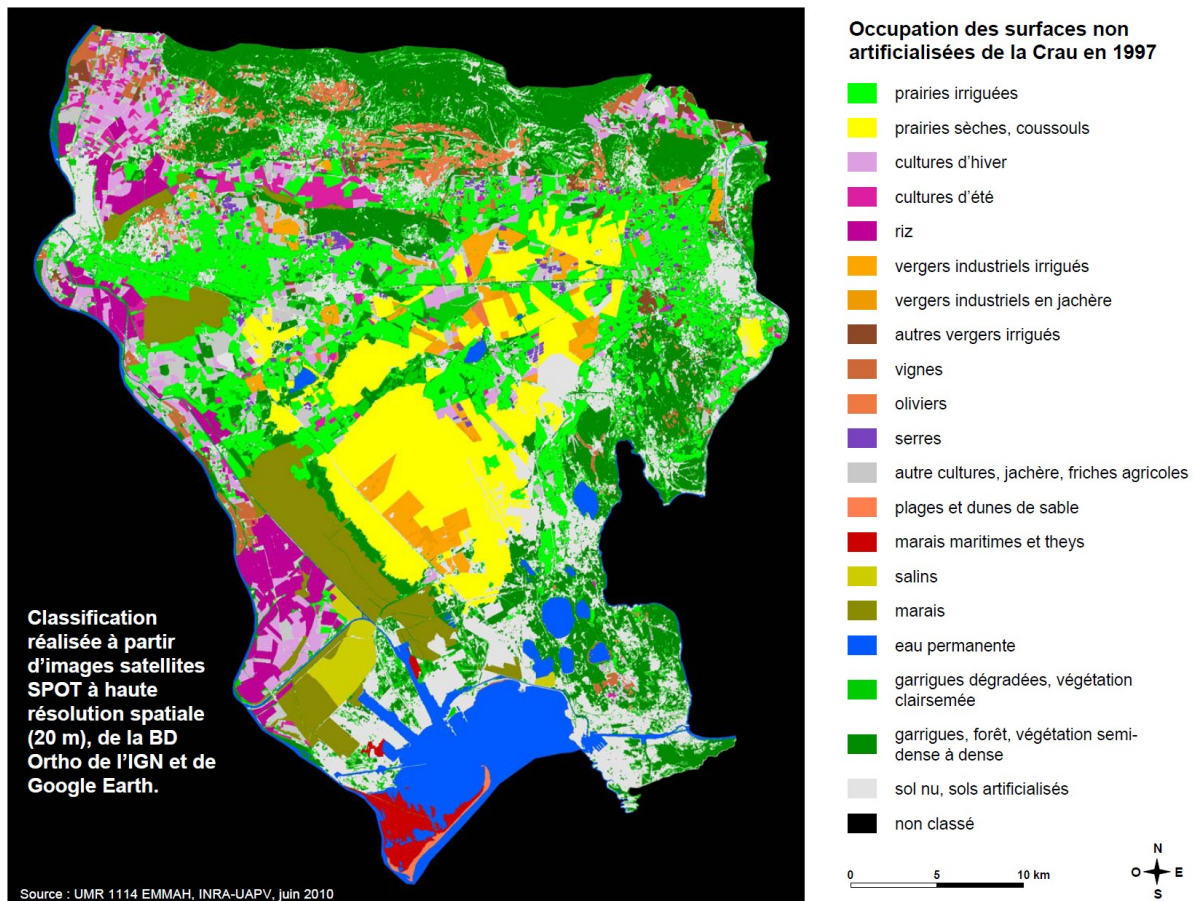 Occupation des surfaces non
artificialisées de la Crau en 1997
prairies irriguées
prairies sèches, coussouls
cultures d'hiver
cultures d'été
riz
vergers industriels irrigués
vergers industriels en jachère
autres vergers irrigués
vignes
oliviers
serres
autre cultures, jachère, friches agricoles
plages et dunes de sable
marais maritimes et theys
salins
marais
eau permanente
garrigues dégradées, végétation
clairsemée
garrigues, forêt, végétation semi-
dense à dense
sol nu, sols artificialisés
non classé
0 5 10 km
N
O E
S
Classification
réalisée à partir
d'images satellites
SPOT à haute
résolution spatiale
(20 m), de la BD
Ortho de l'IGN et de
Google Earth.
Source : UMR 1114 EMMAH, INRA-UAPV, juin 2010